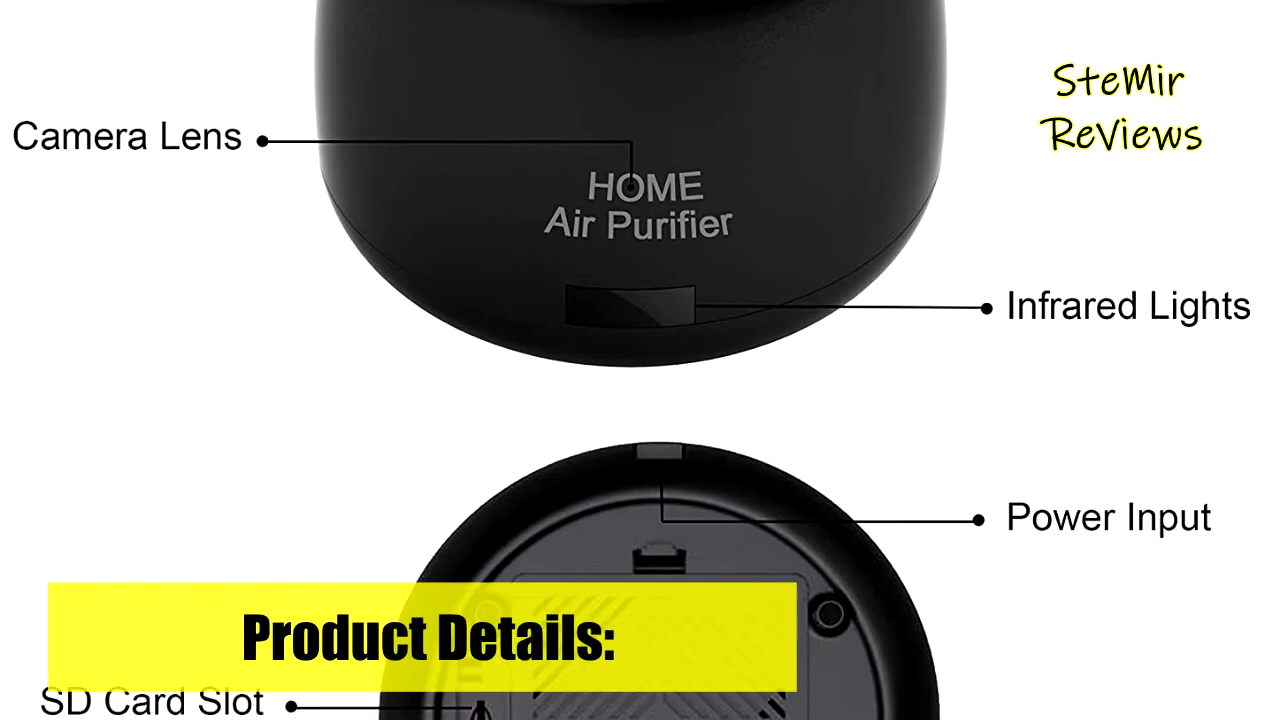 SteMir
Reviews
Camera Lens
HOME
Air Purifier
Infrared Lights
Power Input
Product Details:
SD Card Slot